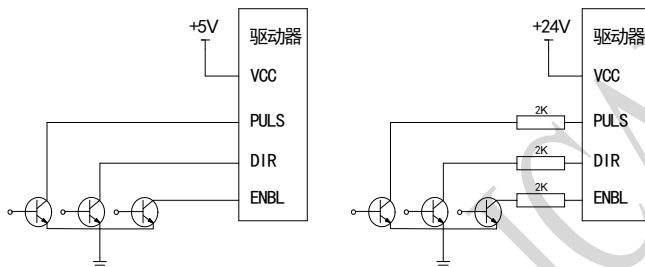 +5V
驱动器
VCC
PULS
DIR
ENBL
+24V
驱动器
VCC
2K
PULS
2K
DIR
2K
ENBL